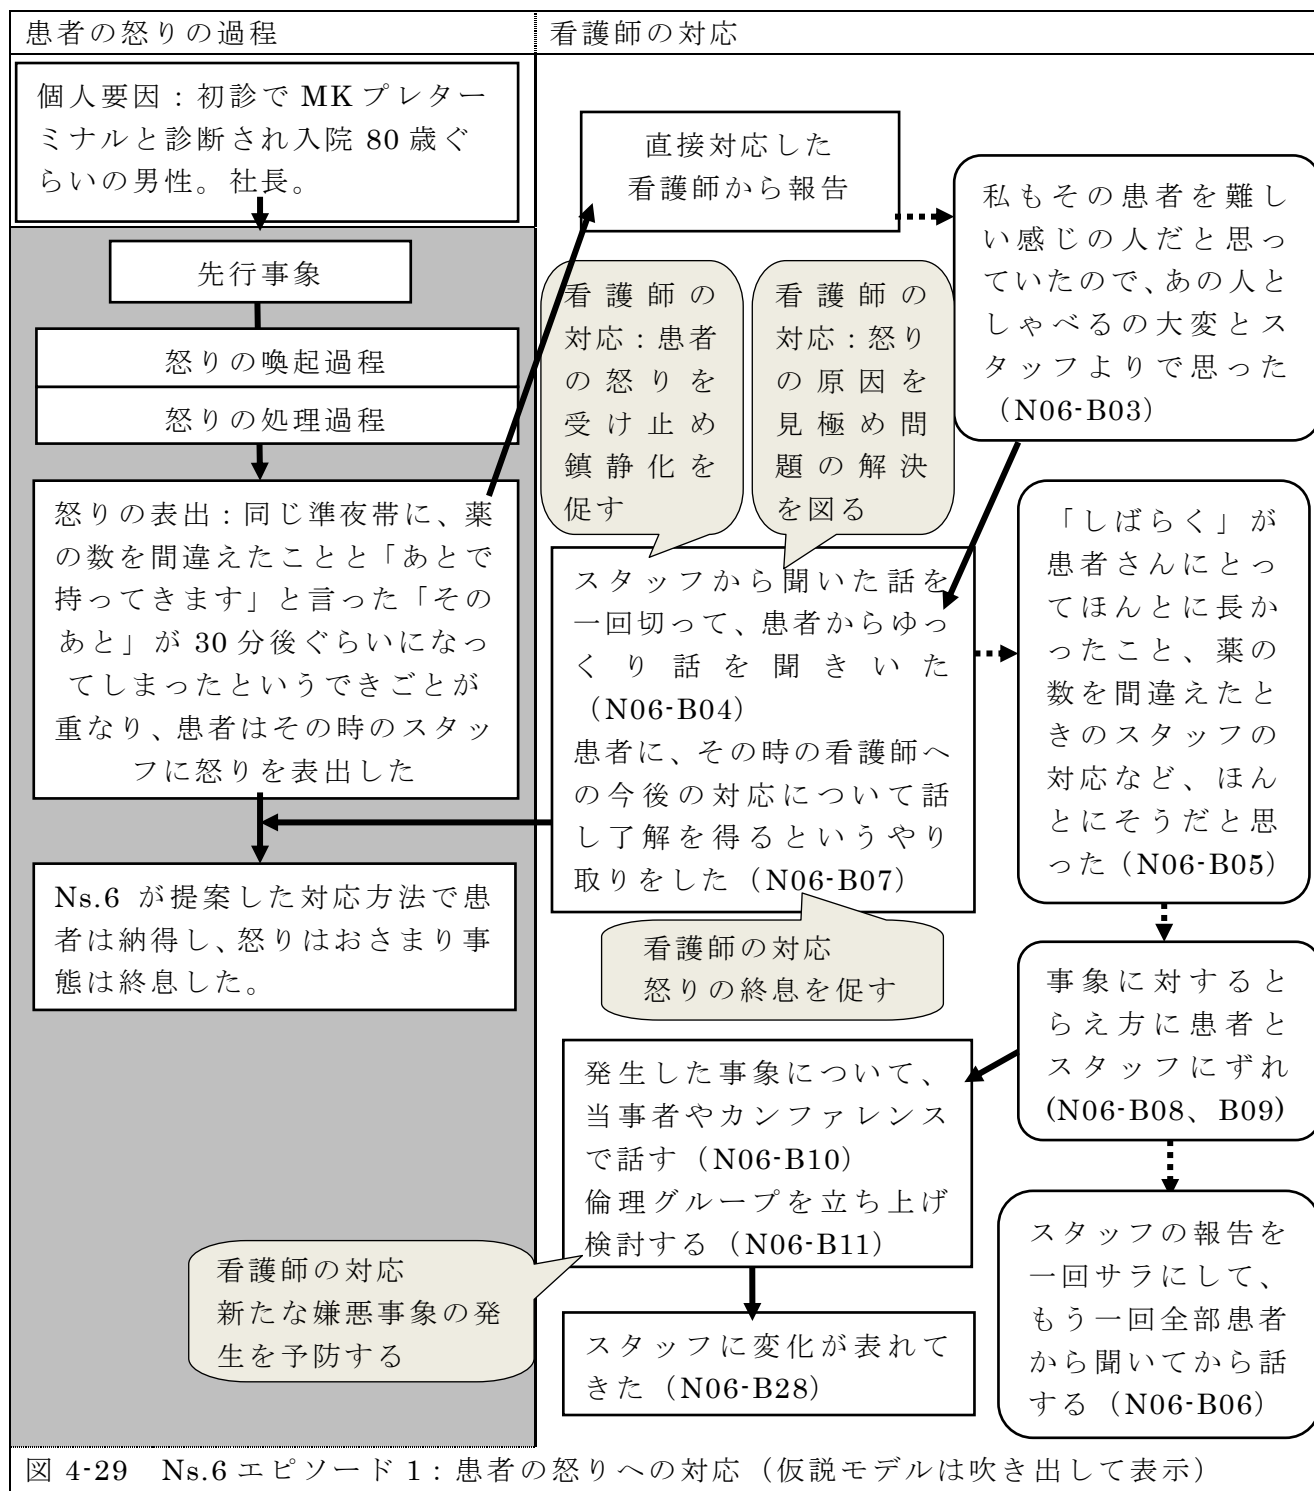 患者の怒りの過程
看護師の対応
個人要因：初診で MK プレター
ミナルと診断され入院 80 歳ぐ
らいの男性。社長。
先行事象
怒りの喚起過程
怒りの処理過程
怒りの表出：同じ準夜帯に、薬
の数を間違えたことと「あとで
持ってきます」と言った「その
あと」が 30 分後ぐらいになっ
てしまったというできごとが
重なり、患者はその時のスタッ
フに怒りを表出した
Ns.6 が提案した対応方法で患
者は納得し、怒りはおさまり事
態は終息した。
直接対応した
看護師から報告
私もその患者を難し
い感じの人だと思っ
ていたので、あの人と
しゃべるの大変とス
タッフよりで思った
（N06-B03）
看護師の
対応：患者
の怒りを
受け止め
鎮静化を
促す
看護師の
対応：怒り
の原因を
見極め問
題の解決
を図る
スタッフから聞いた話を
一回切って、患者からゆっ
くり話を聞きいた
（N06-B04）
患者に、その時の看護師へ
の今後の対応について話
し了解を得るというやり
取りをした（N06-B07）
「しばらく」が
患者さんにとっ
てほんとに長か
ったこと、薬の
数を間違えたと
きのスタッフの
対応など、ほん
とにそうだと思
った（N06-B05）
看護師の対応
怒りの終息を促す
事象に対すると
らえ方に患者と
スタッフにずれ
(N06-B08、B09)
発生した事象について、
当事者やカンファレンス
で話す（N06-B10）
倫理グループを立ち上げ
検討する（N06-B11）
看護師の対応
新たな嫌悪事象の発
生を予防する
スタッフに変化が表れて
きた（N06-B28）
スタッフの報告を
一回サラにして、
もう一回全部患者
から聞いてから話
する（N06-B06）
図 4-29　Ns.6 エピソード 1：患者の怒りへの対応（仮説モデルは吹き出して表示）